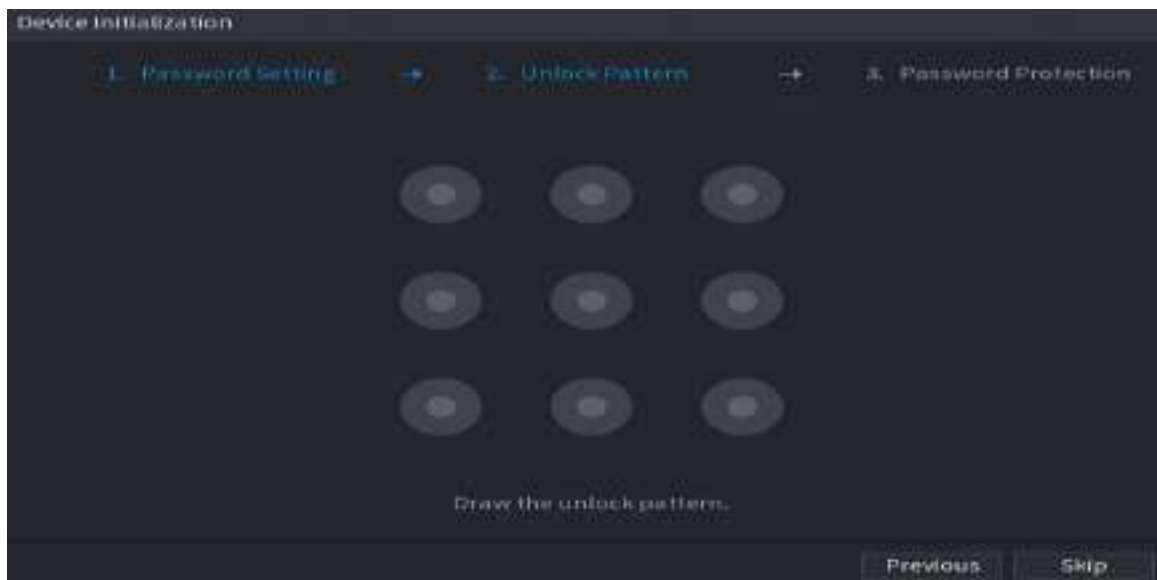 Device Initialization
1. Password Setting → 2. Unlock Pattern → 3. Password Protection
Draw the unlock pattern.
Previous Skip